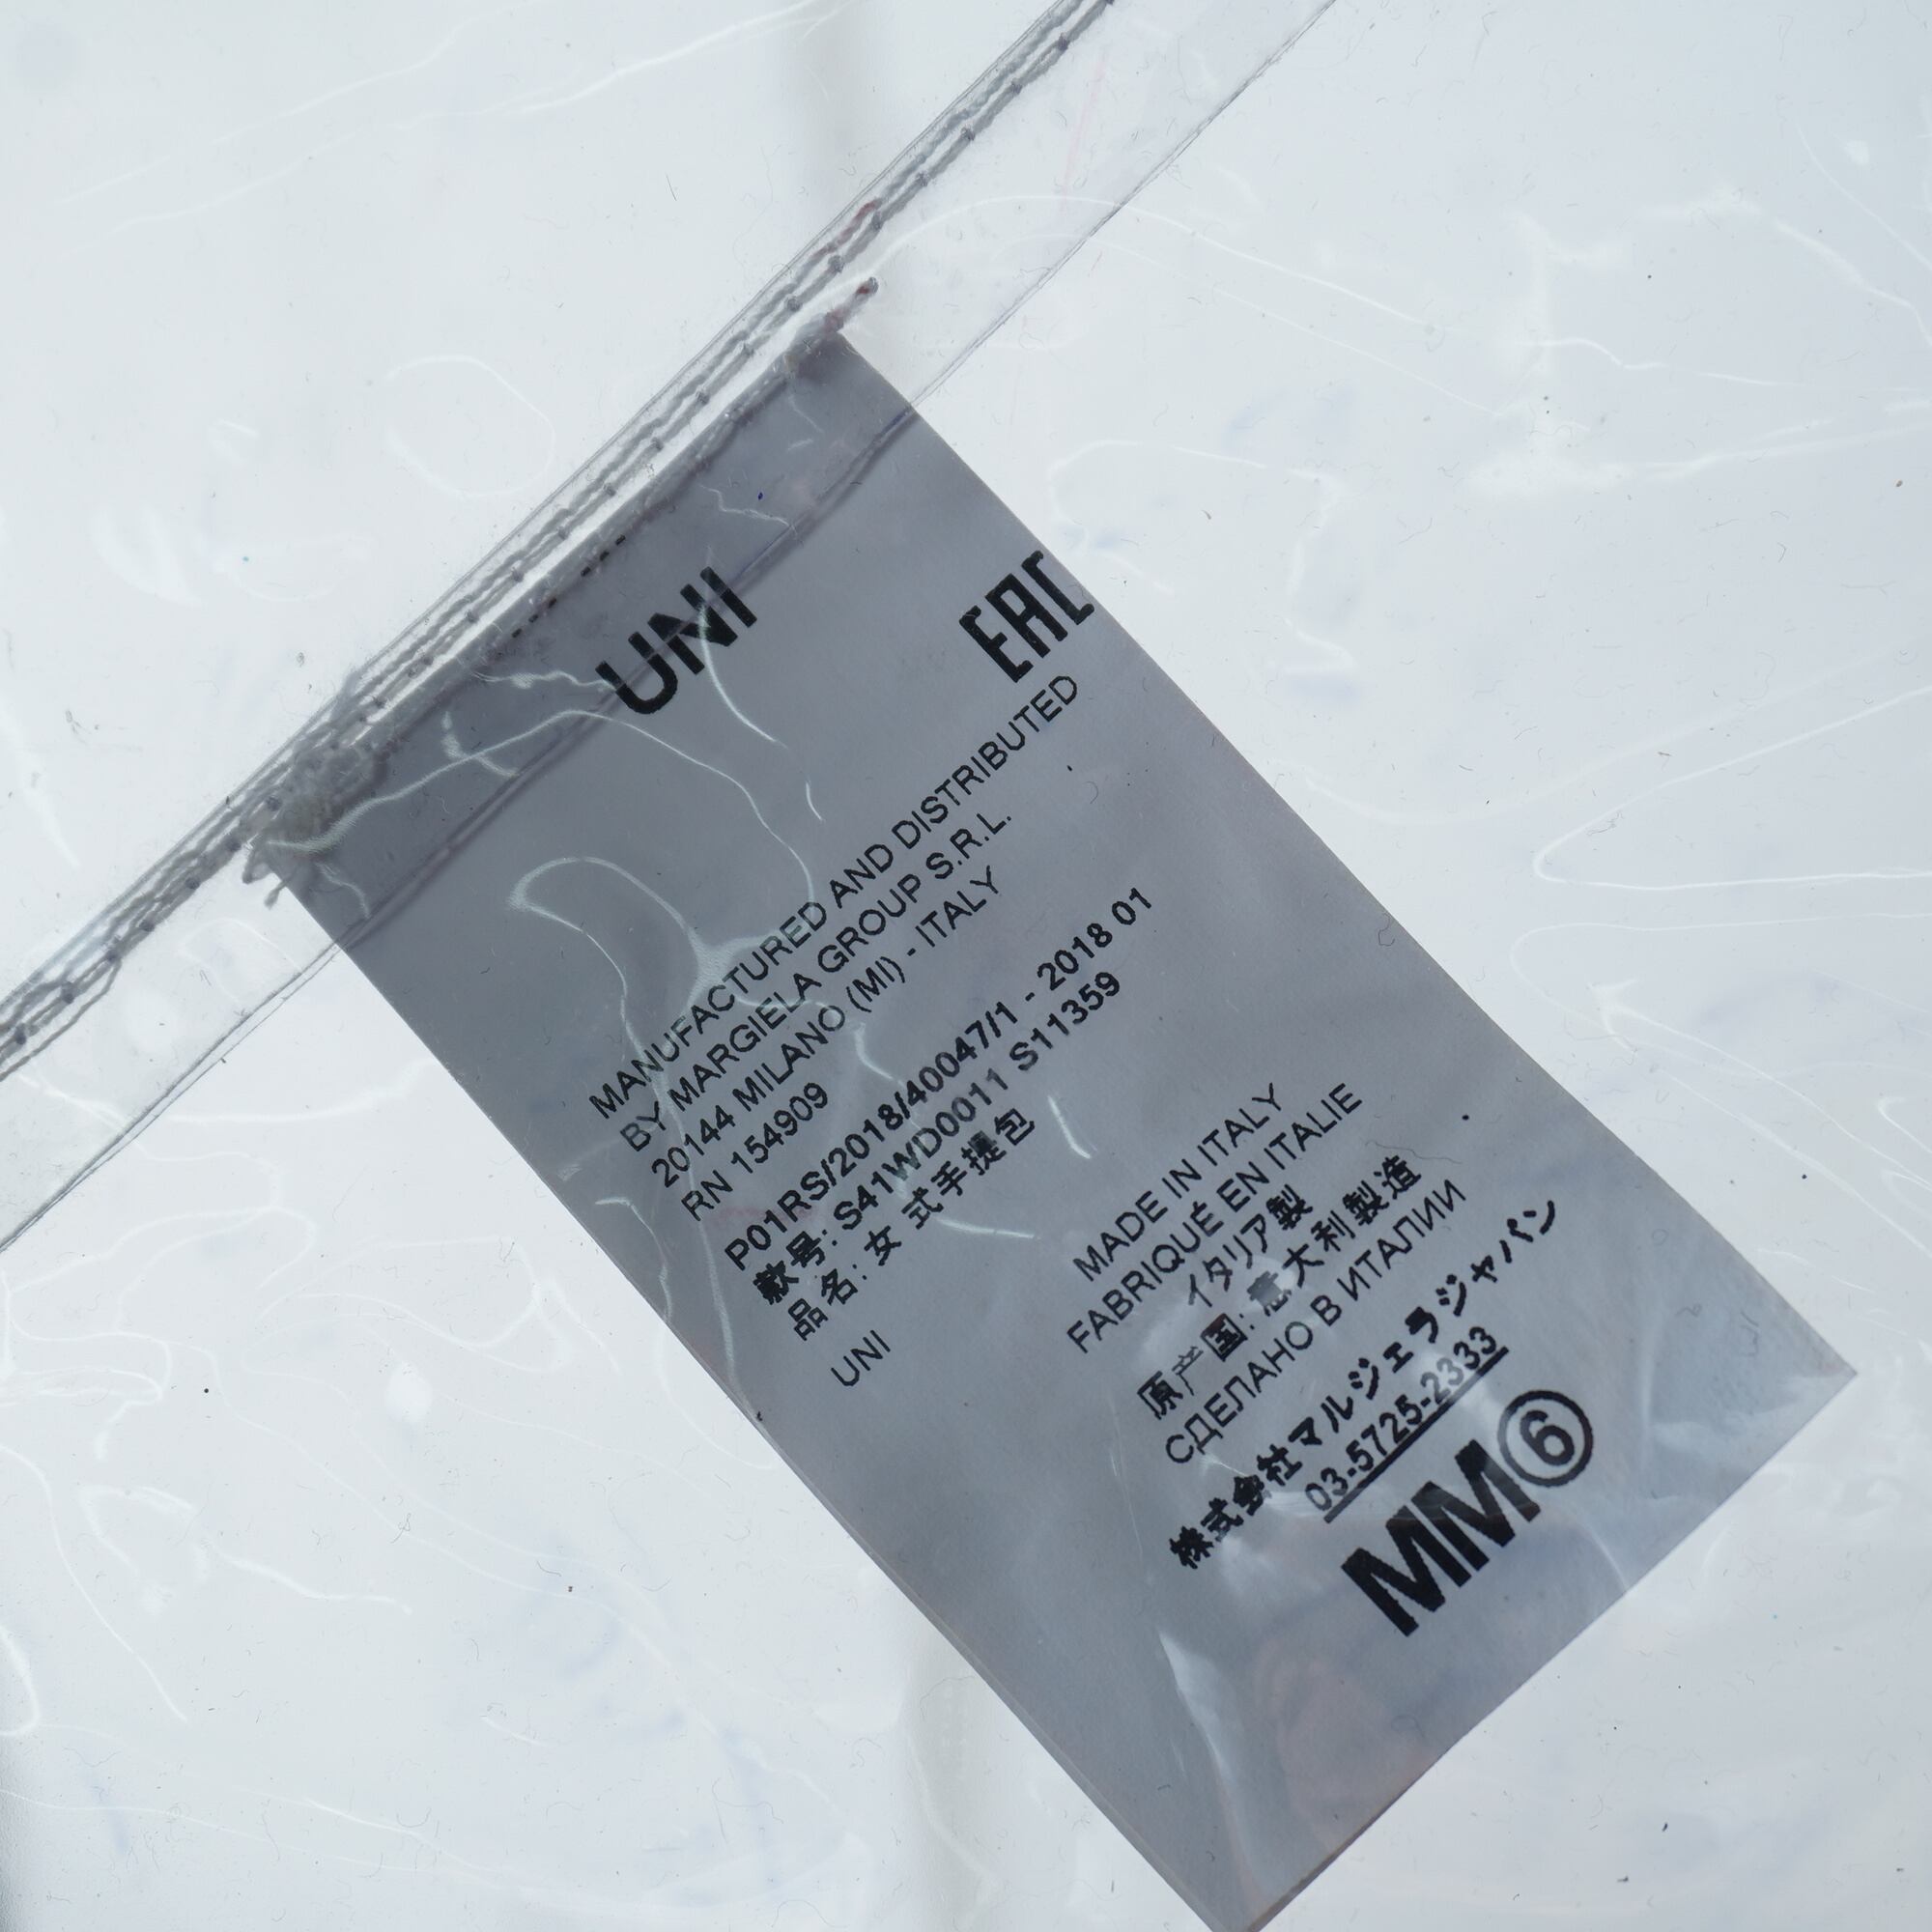 UNI
EAC
MANUFACTURED AND DISTRIBUTED
BY MARGIELA GROUP S.R.L.
20144 MILANO (MI) - ITALY
RN 154909
P01RS/2018/40047/1 - 2018 01
款号: S41WD0011 S11359
品名: 女 式手提包
UNI
MADE IN ITALY
FABRIQUÉ EN ITALIE
イタリア製
原产国: 意大利製造
СДЕЛАНО В ИТАЛИИ
株式会社マルジェラジャパン
03-5725-2333
MM⑥